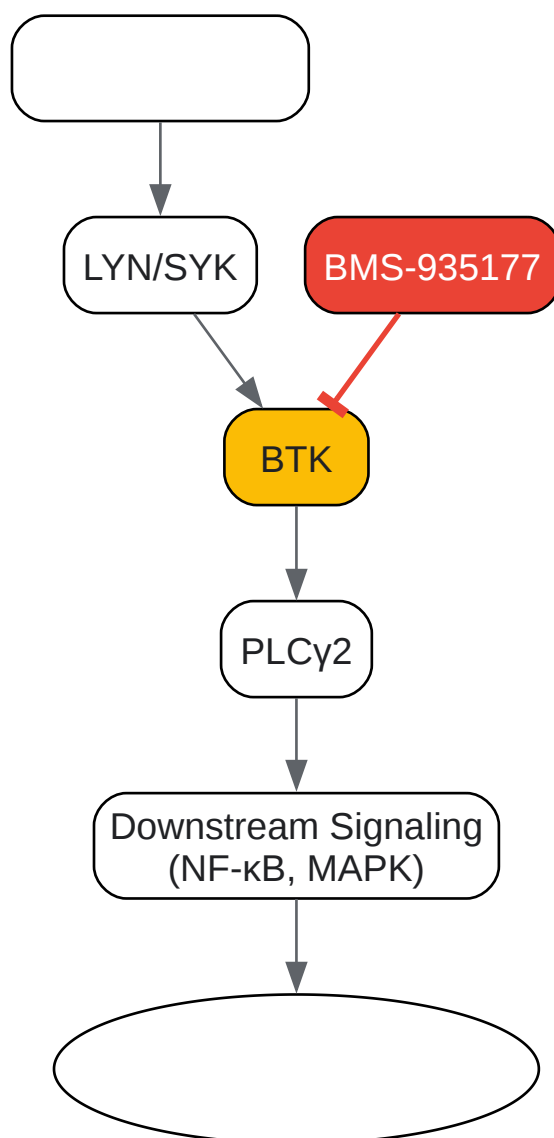 LYN/SYK
BMS-935177
BTK
PLCγ2
Downstream Signaling
(NF-κB, MAPK)